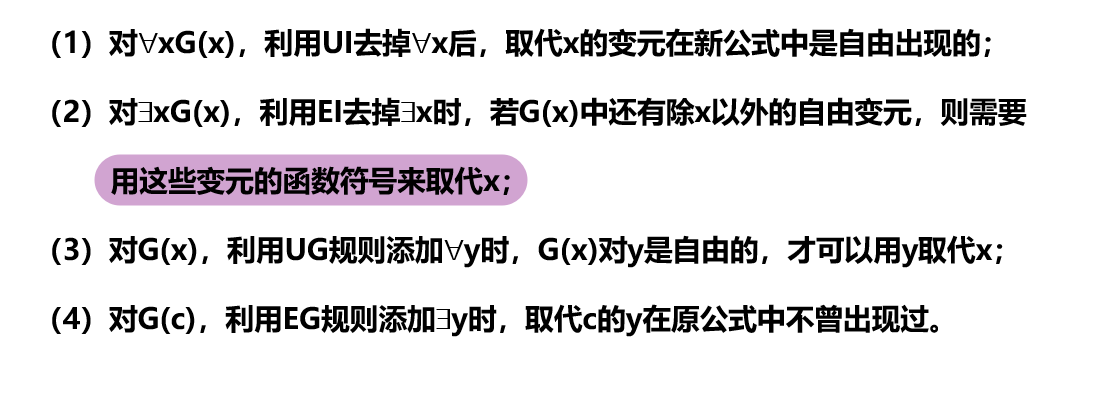 （1）对∀xG(x)，利用UI去掉∀x后，取代x的变元在新公式中是自由出现的；
（2）对∃xG(x)，利用EI去掉∃x时，若G(x)中还有除x以外的自由变元，则需要
用这些变元的函数符号来取代x；
（3）对G(x)，利用UG规则添加∀y时，G(x)对y是自由的，才可以用y取代x；
（4）对G(c)，利用EG规则添加∃y时，取代c的y在原公式中不曾出现过。